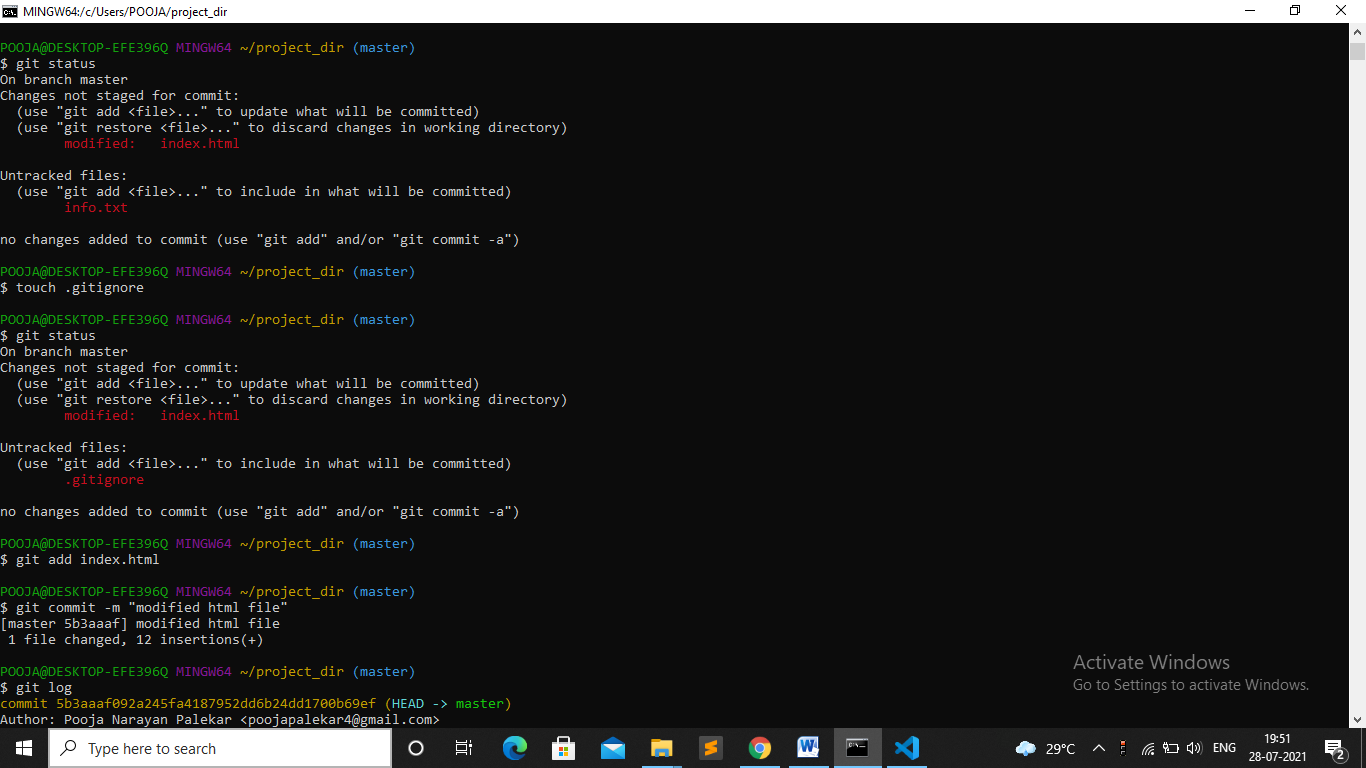 MINGW64:/c/Users/POOJA/project_dir
POOJA@DESKTOP-EFE396Q MINGW64 ~/project_dir (master)
$ git status
On branch master
Changes not staged for commit:
  (use "git add <file>..." to update what will be committed)
  (use "git restore <file>..." to discard changes in working directory)
        modified:   index.html

Untracked files:
  (use "git add <file>..." to include in what will be committed)
        info.txt

no changes added to commit (use "git add" and/or "git commit -a")

POOJA@DESKTOP-EFE396Q MINGW64 ~/project_dir (master)
$ touch .gitignore

POOJA@DESKTOP-EFE396Q MINGW64 ~/project_dir (master)
$ git status
On branch master
Changes not staged for commit:
  (use "git add <file>..." to update what will be committed)
  (use "git restore <file>..." to discard changes in working directory)
        modified:   index.html

Untracked files:
  (use "git add <file>..." to include in what will be committed)
        .gitignore

no changes added to commit (use "git add" and/or "git commit -a")

POOJA@DESKTOP-EFE396Q MINGW64 ~/project_dir (master)
$ git add index.html

POOJA@DESKTOP-EFE396Q MINGW64 ~/project_dir (master)
$ git commit -m "modified html file"
[master 5b3aaaf] modified html file
 1 file changed, 12 insertions(+)

POOJA@DESKTOP-EFE396Q MINGW64 ~/project_dir (master)
$ git log
commit 5b3aaaf092a245fa4187952dd6b24dd1700b69ef (HEAD -> master)
Author: Pooja Narayan Palekar <poojapalekar4@gmail.com>
Activate Windows
Go to Settings to activate Windows.
Type here to search
29°C
ENG
19:51
28-07-2021
2